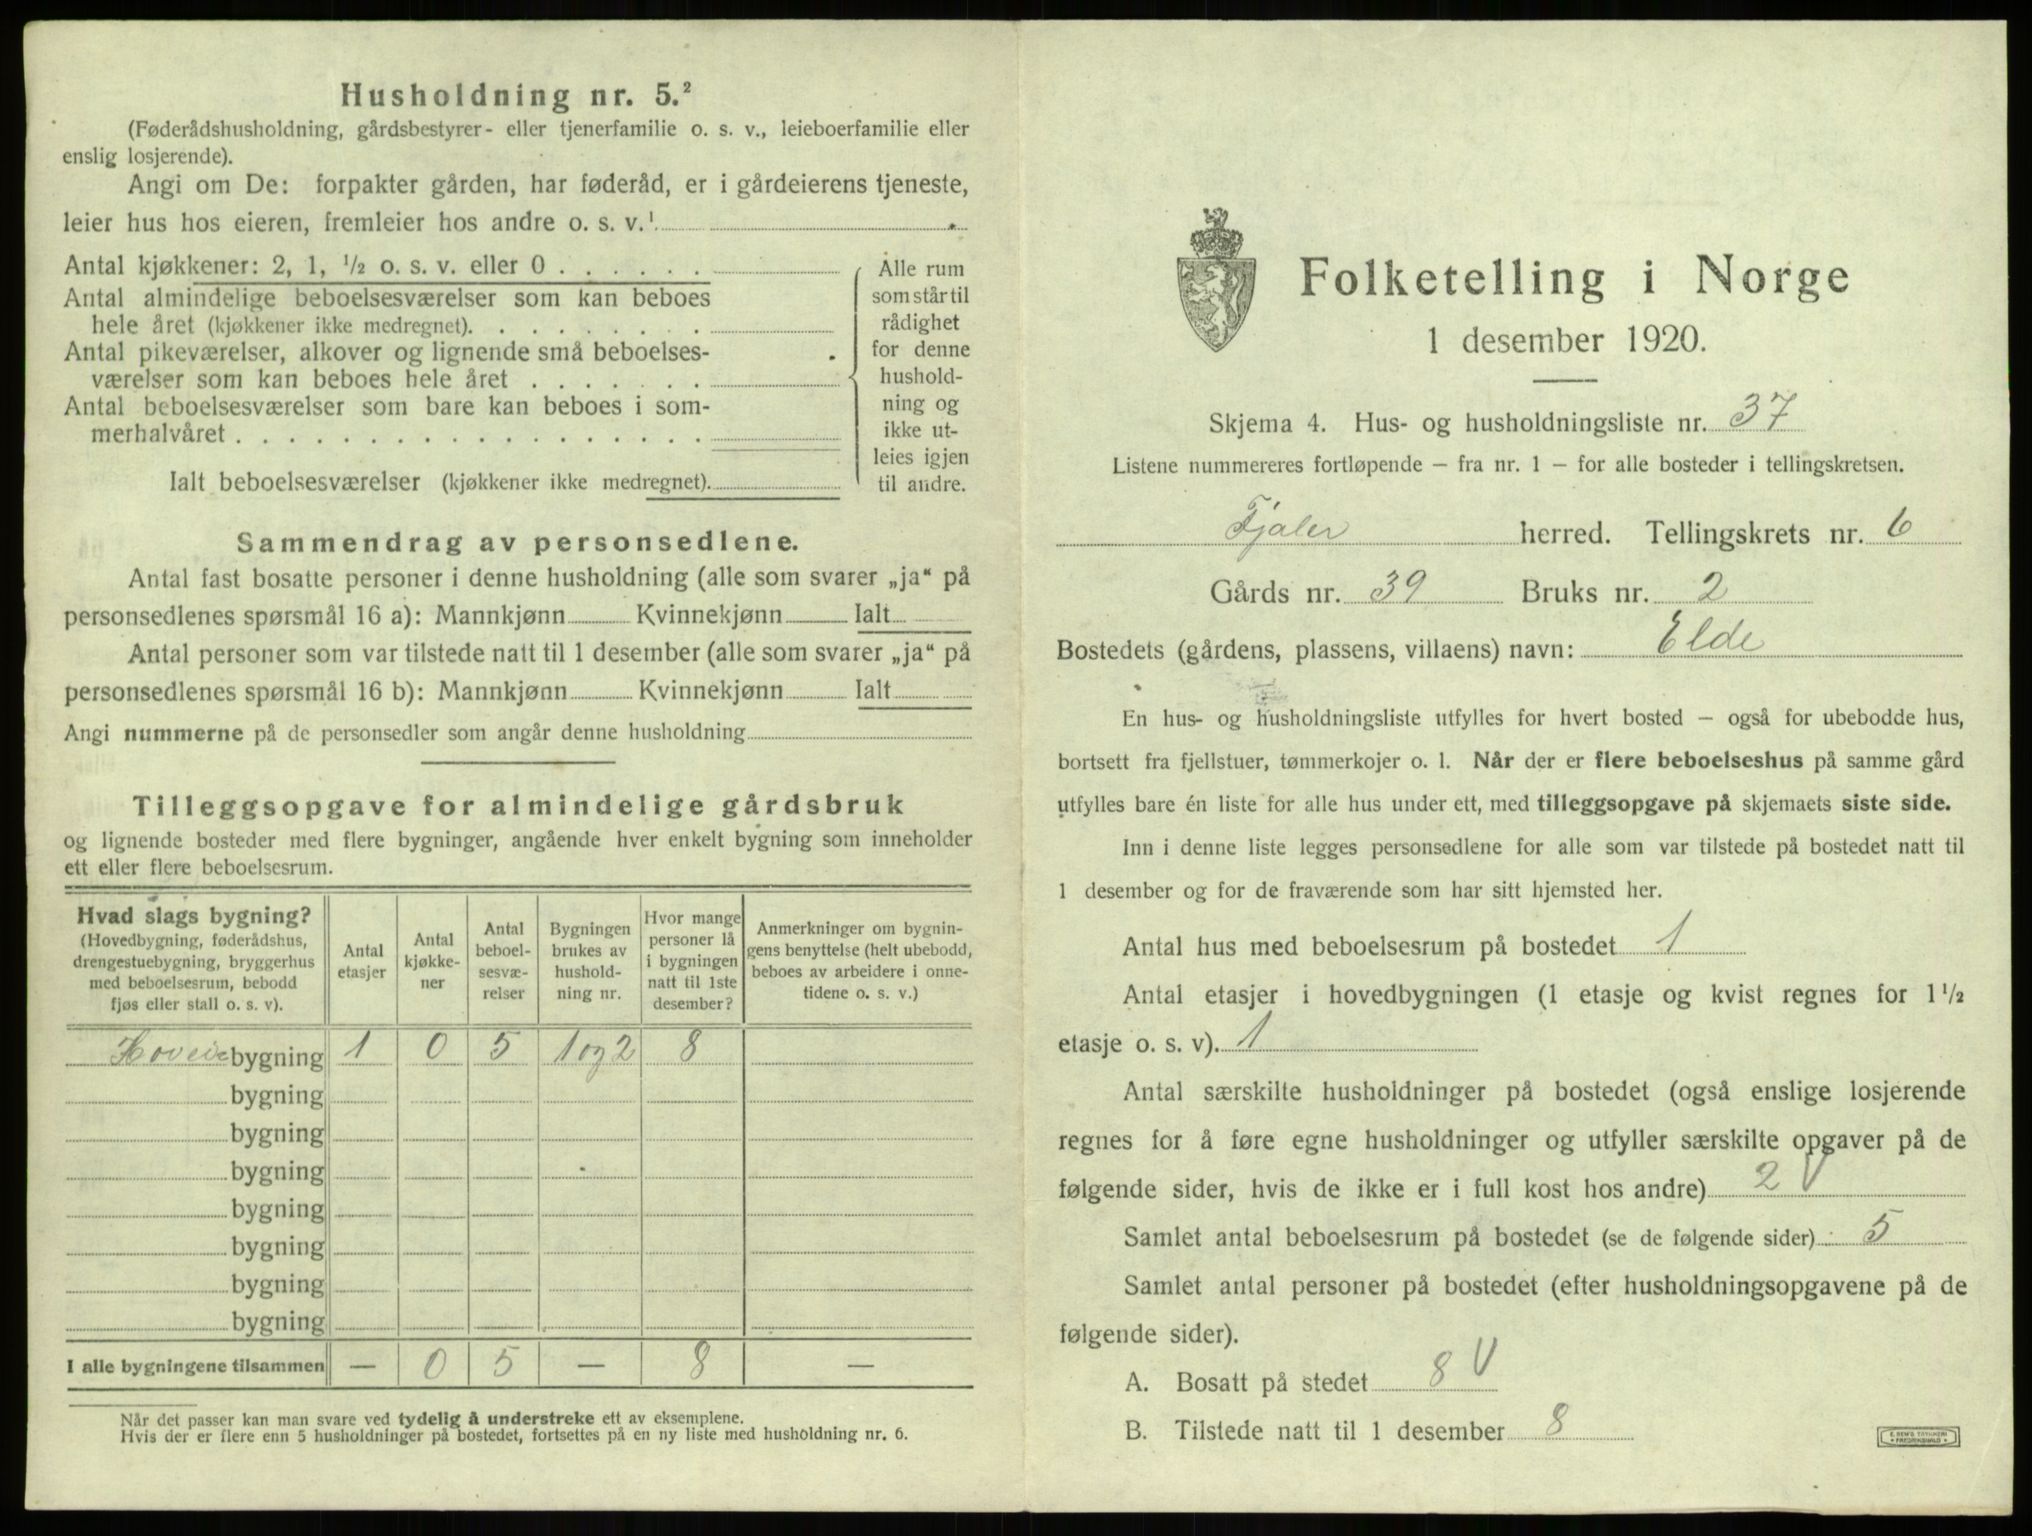 Husholdning nr. 5.²
(Føderådshusholdning, gårdsbestyrer- eller tjenerfamilie o. s. v., leieboerfamilie eller
enslig losjerende).
Angi om De: forpakter gården, har føderåd, er i gårdeierens tjeneste,
leier hus hos eieren, fremleier hos andre o. s. v.¹
Antal kjøkkener: 2, 1, ½ o. s. v. eller 0 . . . . . .
Antal almindelige beboelsesværelser som kan beboes
hele året (kjøkkener ikke medregnet). . . . . . . . .
Antal pikeværelser, alkover og lignende små beboelses-
værelser som kan beboes hele året . . . . . . .
Antal beboelsesværelser som bare kan beboes i som-
merhalvåret . . . . . . . . . . . . . . . . . .
Ialt beboelsesværelser (kjøkkener ikke medregnet).
Alle rum
som står til
rådighet
for denne
hushold-
ning og
ikke ut-
leies igjen
til andre.
Sammendrag av personsedlene.
Antal fast bosatte personer i denne husholdning (alle som svarer „ja“ på
personsedlenes spørsmål 16 a): Mannkjønn Kvinnekjønn Ialt
Antal personer som var tilstede natt til 1 desember (alle som svarer „ja“ på
personsedlenes spørsmål 16 b): Mannkjønn Kvinnekjønn Ialt
Angi nummerne på de personsedler som angår denne husholdning
Tilleggsopgave for almindelige gårdsbruk
og lignende bosteder med flere bygninger, angående hver enkelt bygning som inneholder
ett eller flere beboelsesrum.
Hvad slags bygning?
(Hovedbygning, føderådshus,
drengestuebygning, bryggerhus
med beboelsesrum, bebodd
fjøs eller stall o. s. v).
Antal
etasjer
Antal
kjøkke-
ner
Antal
beboel-
sesvæ-
relser
Bygningen
brukes av
hushold-
ning nr.
Hvor mange
personer lå
i bygningen
natt til 1ste
desember?
Anmerkninger om bygnin-
gens benyttelse (helt ubebodd,
beboes av arbeidere i onne-
tidene o. s. v.)
bygning 1 0 5 1 og 2 8
bygning
bygning
bygning
bygning
bygning
bygning
bygning
I alle bygningene tilsammen — 0 5 — 8 —
Når det passer kan man svare ved tydelig å understreke ett av eksemplene.
Hvis der er flere enn 5 husholdninger på bostedet, fortsettes på en ny liste med husholdning nr. 6.
Folketelling i Norge
1 desember 1920.
Skjema 4. Hus- og husholdningsliste nr. 37
Listene nummereres fortløpende – fra nr. 1 – for alle bosteder i tellingskretsen.
Fjaler herred. Tellingskrets nr. 6
Gårds nr. 39 Bruks nr. 2
Bostedets (gårdens, plassens, villaens) navn: Elde
En hus- og husholdningsliste utfylles for hvert bosted – også for ubebodde hus,
bortsett fra fjellstuer, tømmerkojer o. l. Når der er flere beboelseshus på samme gård
utfylles bare én liste for alle hus under ett, med tilleggsopgave på skjemaets siste side.
Inn i denne liste legges personsedlene for alle som var tilstede på bostedet natt til
1 desember og for de fraværende som har sitt hjemsted her.
Antal hus med beboelsesrum på bostedet 1
Antal etasjer i hovedbygningen (1 etasje og kvist regnes for 1½
etasje o. s. v). 1
Antal særskilte husholdninger på bostedet (også enslige losjerende
regnes for å føre egne husholdninger og utfyller særskilte opgaver på de
følgende sider, hvis de ikke er i full kost hos andre) 2 V
Samlet antal beboelsesrum på bostedet (se de følgende sider) 5
Samlet antal personer på bostedet (efter husholdningsopgavene på de
følgende sider).
A. Bosatt på stedet 8 V
B. Tilstede natt til 1 desember 8